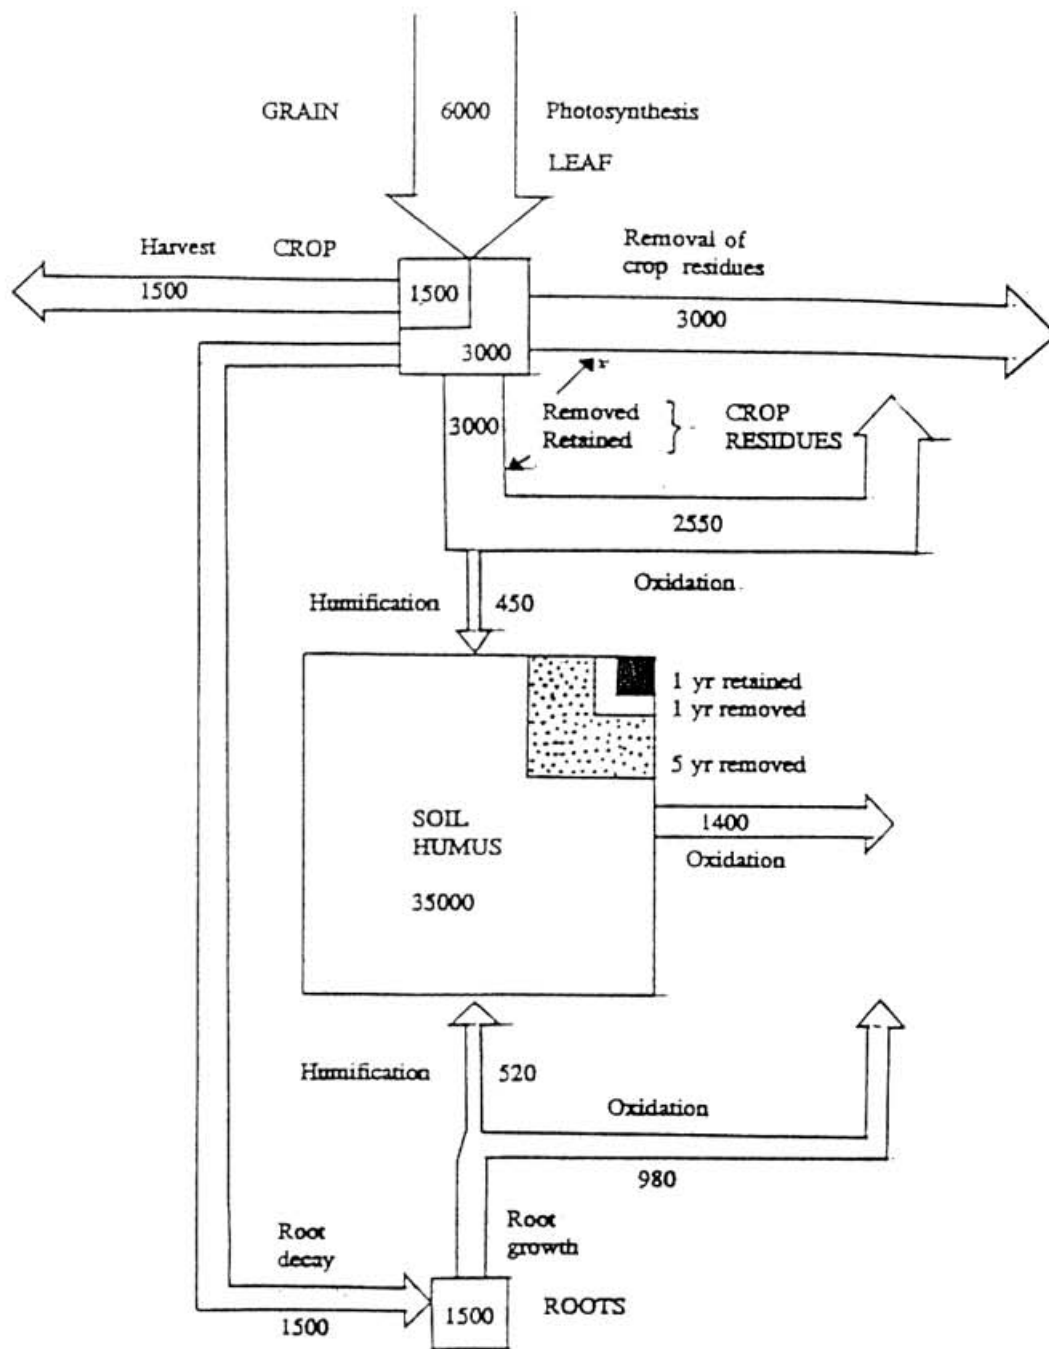 GRAIN
6000
Photosynthesis
LEAF
Harvest
CROP
Removal of
crop residues
1500
1500
3000
3000
r
3000
Removed
Retained
CROP
RESIDUES
2550
Oxidation
Humification
450
1 yr retained
1 yr removed
5 yr removed
SOIL
HUMUS
35000
1400
Oxidation
Humification
520
Oxidation
980
Root
decay
Root
growth
1500
1500
ROOTS